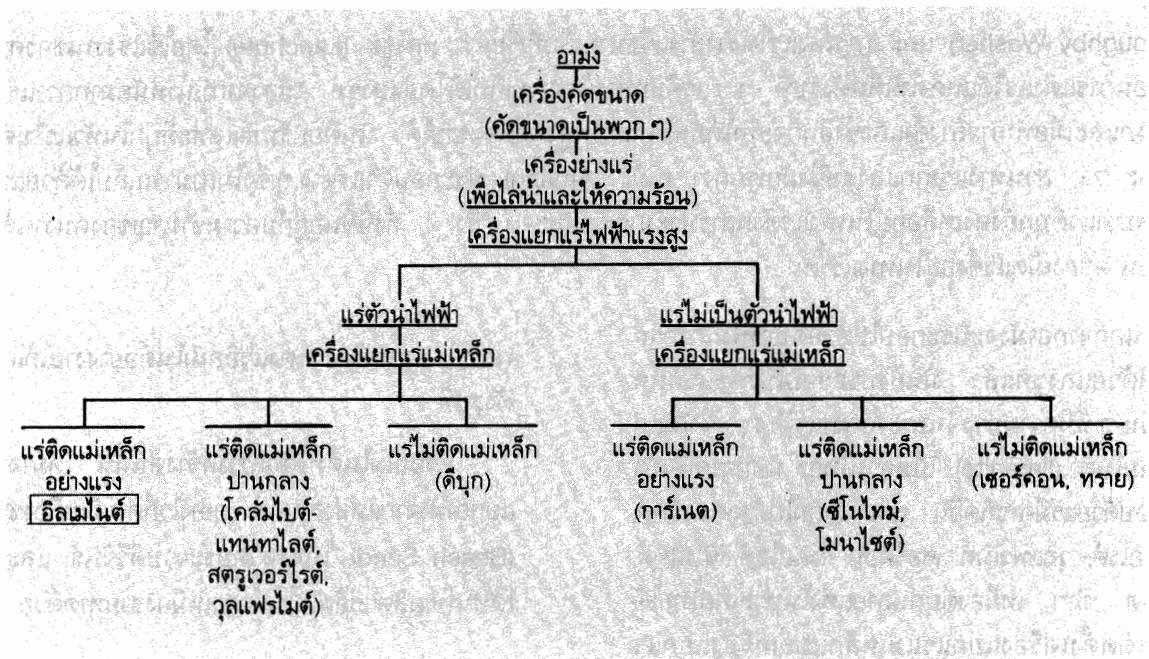 อามัง
เครื่องคัดขนาด
(คัดขนาดเป็นพวก ๆ)
เครื่องย่างแร่
(เพื่อไล่น้ำและให้ความร้อน)
เครื่องแยกแร่ไฟฟ้าแรงสูง
แร่ตัวนำไฟฟ้า
เครื่องแยกแร่แม่เหล็ก
แร่ติดแม่เหล็ก
อย่างแรง
อิลเมไนต์
แร่ติดแม่เหล็ก
ปานกลาง
(โคลัมไบต์-
แทนทาไลต์,
สตรูเวอร์ไรต์,
วุลแฟรไมต์)
แร่ไม่ติดแม่เหล็ก
(ดีบุก)
แร่ไม่เป็นตัวนำไฟฟ้า
เครื่องแยกแร่แม่เหล็ก
แร่ติดแม่เหล็ก
อย่างแรง
(การ์เนต)
แร่ติดแม่เหล็ก
ปานกลาง
(ซีโนไทม์,
โมนาไซต์)
แร่ไม่ติดแม่เหล็ก
(เซอร์คอน, ทราย)